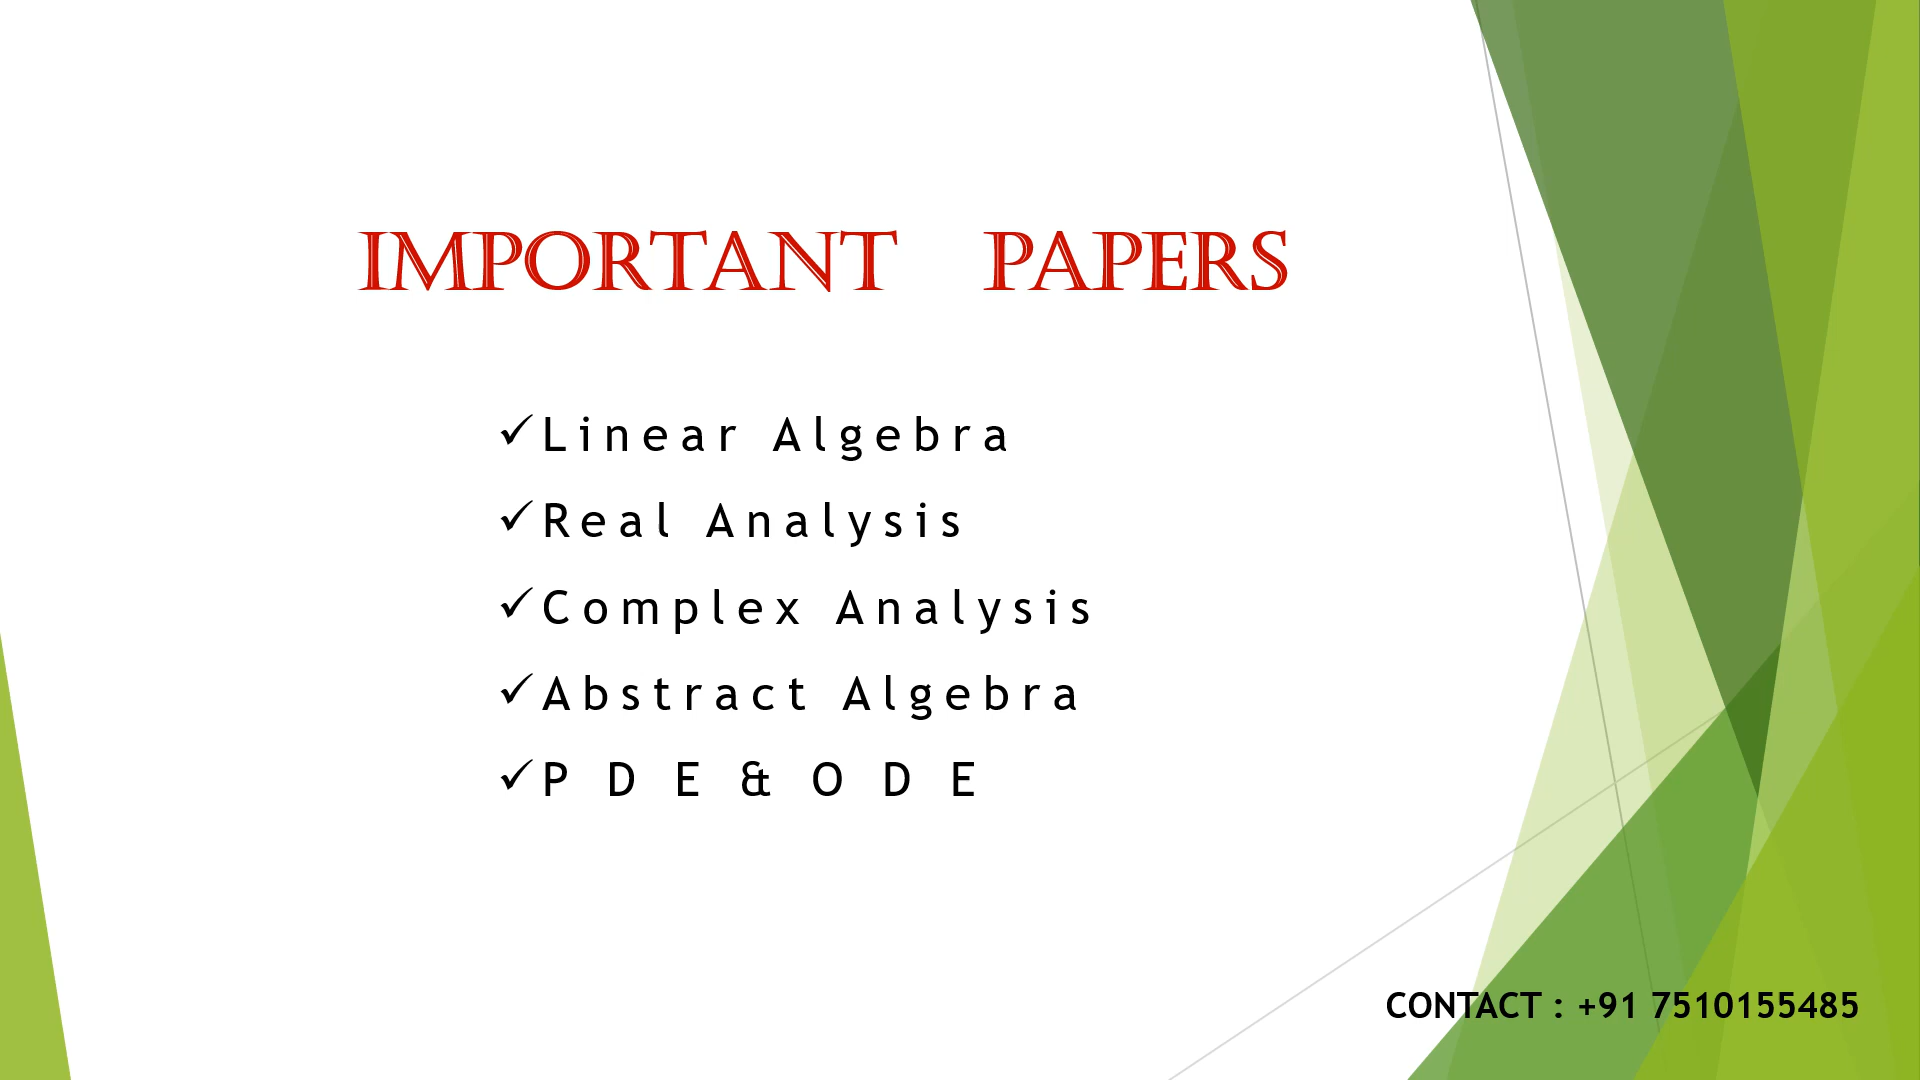 IMPORTANT PAPERS
✓Linear Algebra
✓Real Analysis
✓Complex Analysis
✓Abstract Algebra
✓P D E & O D E
CONTACT : +91 7510155485